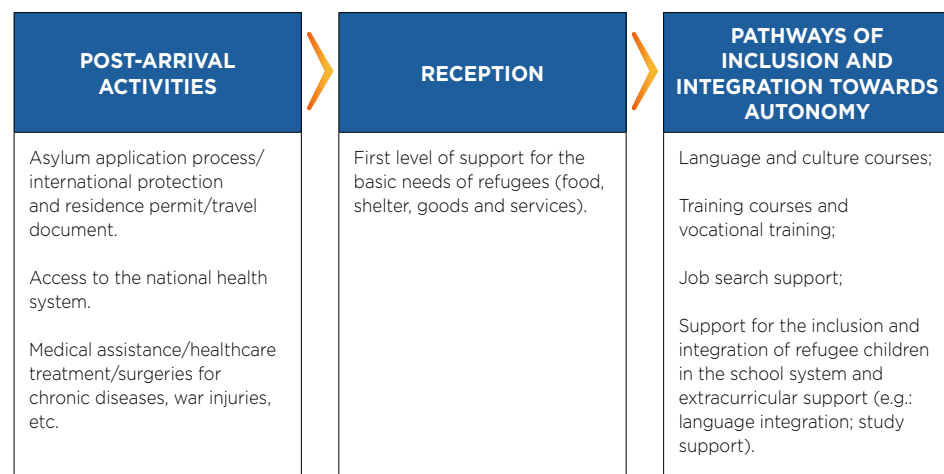 POST-ARRIVAL
ACTIVITIES
Asylum application process/
international protection
and residence permit/travel
document.
Access to the national health
system.
Medical assistance/healthcare
treatment/surgeries for
chronic diseases, war injuries,
etc.
RECEPTION
First level of support for the
basic needs of refugees (food,
shelter, goods and services).
PATHWAYS OF
INCLUSION AND
INTEGRATION TOWARDS
AUTONOMY
Language and culture courses;
Training courses and
vocational training;
Job search support;
Support for the inclusion and
integration of refugee children
in the school system and
extracurricular support (e.g.:
language integration; study
support).